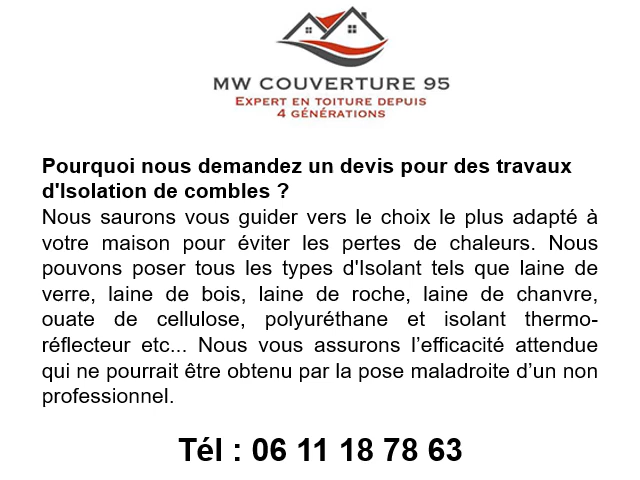 MW COUVERTURE 95
EXPERT EN TOITURE DEPUIS
4 GÉNÉRATIONS
Pourquoi nous demandez un devis pour des travaux
d'Isolation de combles ?
Nous saurons vous guider vers le choix le plus adapté à
votre maison pour éviter les pertes de chaleurs. Nous
pouvons poser tous les types d'Isolant tels que laine de
verre, laine de bois, laine de roche, laine de chanvre,
ouate de cellulose, polyuréthane et isolant thermo-
réflecteur etc... Nous vous assurons l’efficacité attendue
qui ne pourrait être obtenu par la pose maladroite d’un non
professionnel.
Tél : 06 11 18 78 63